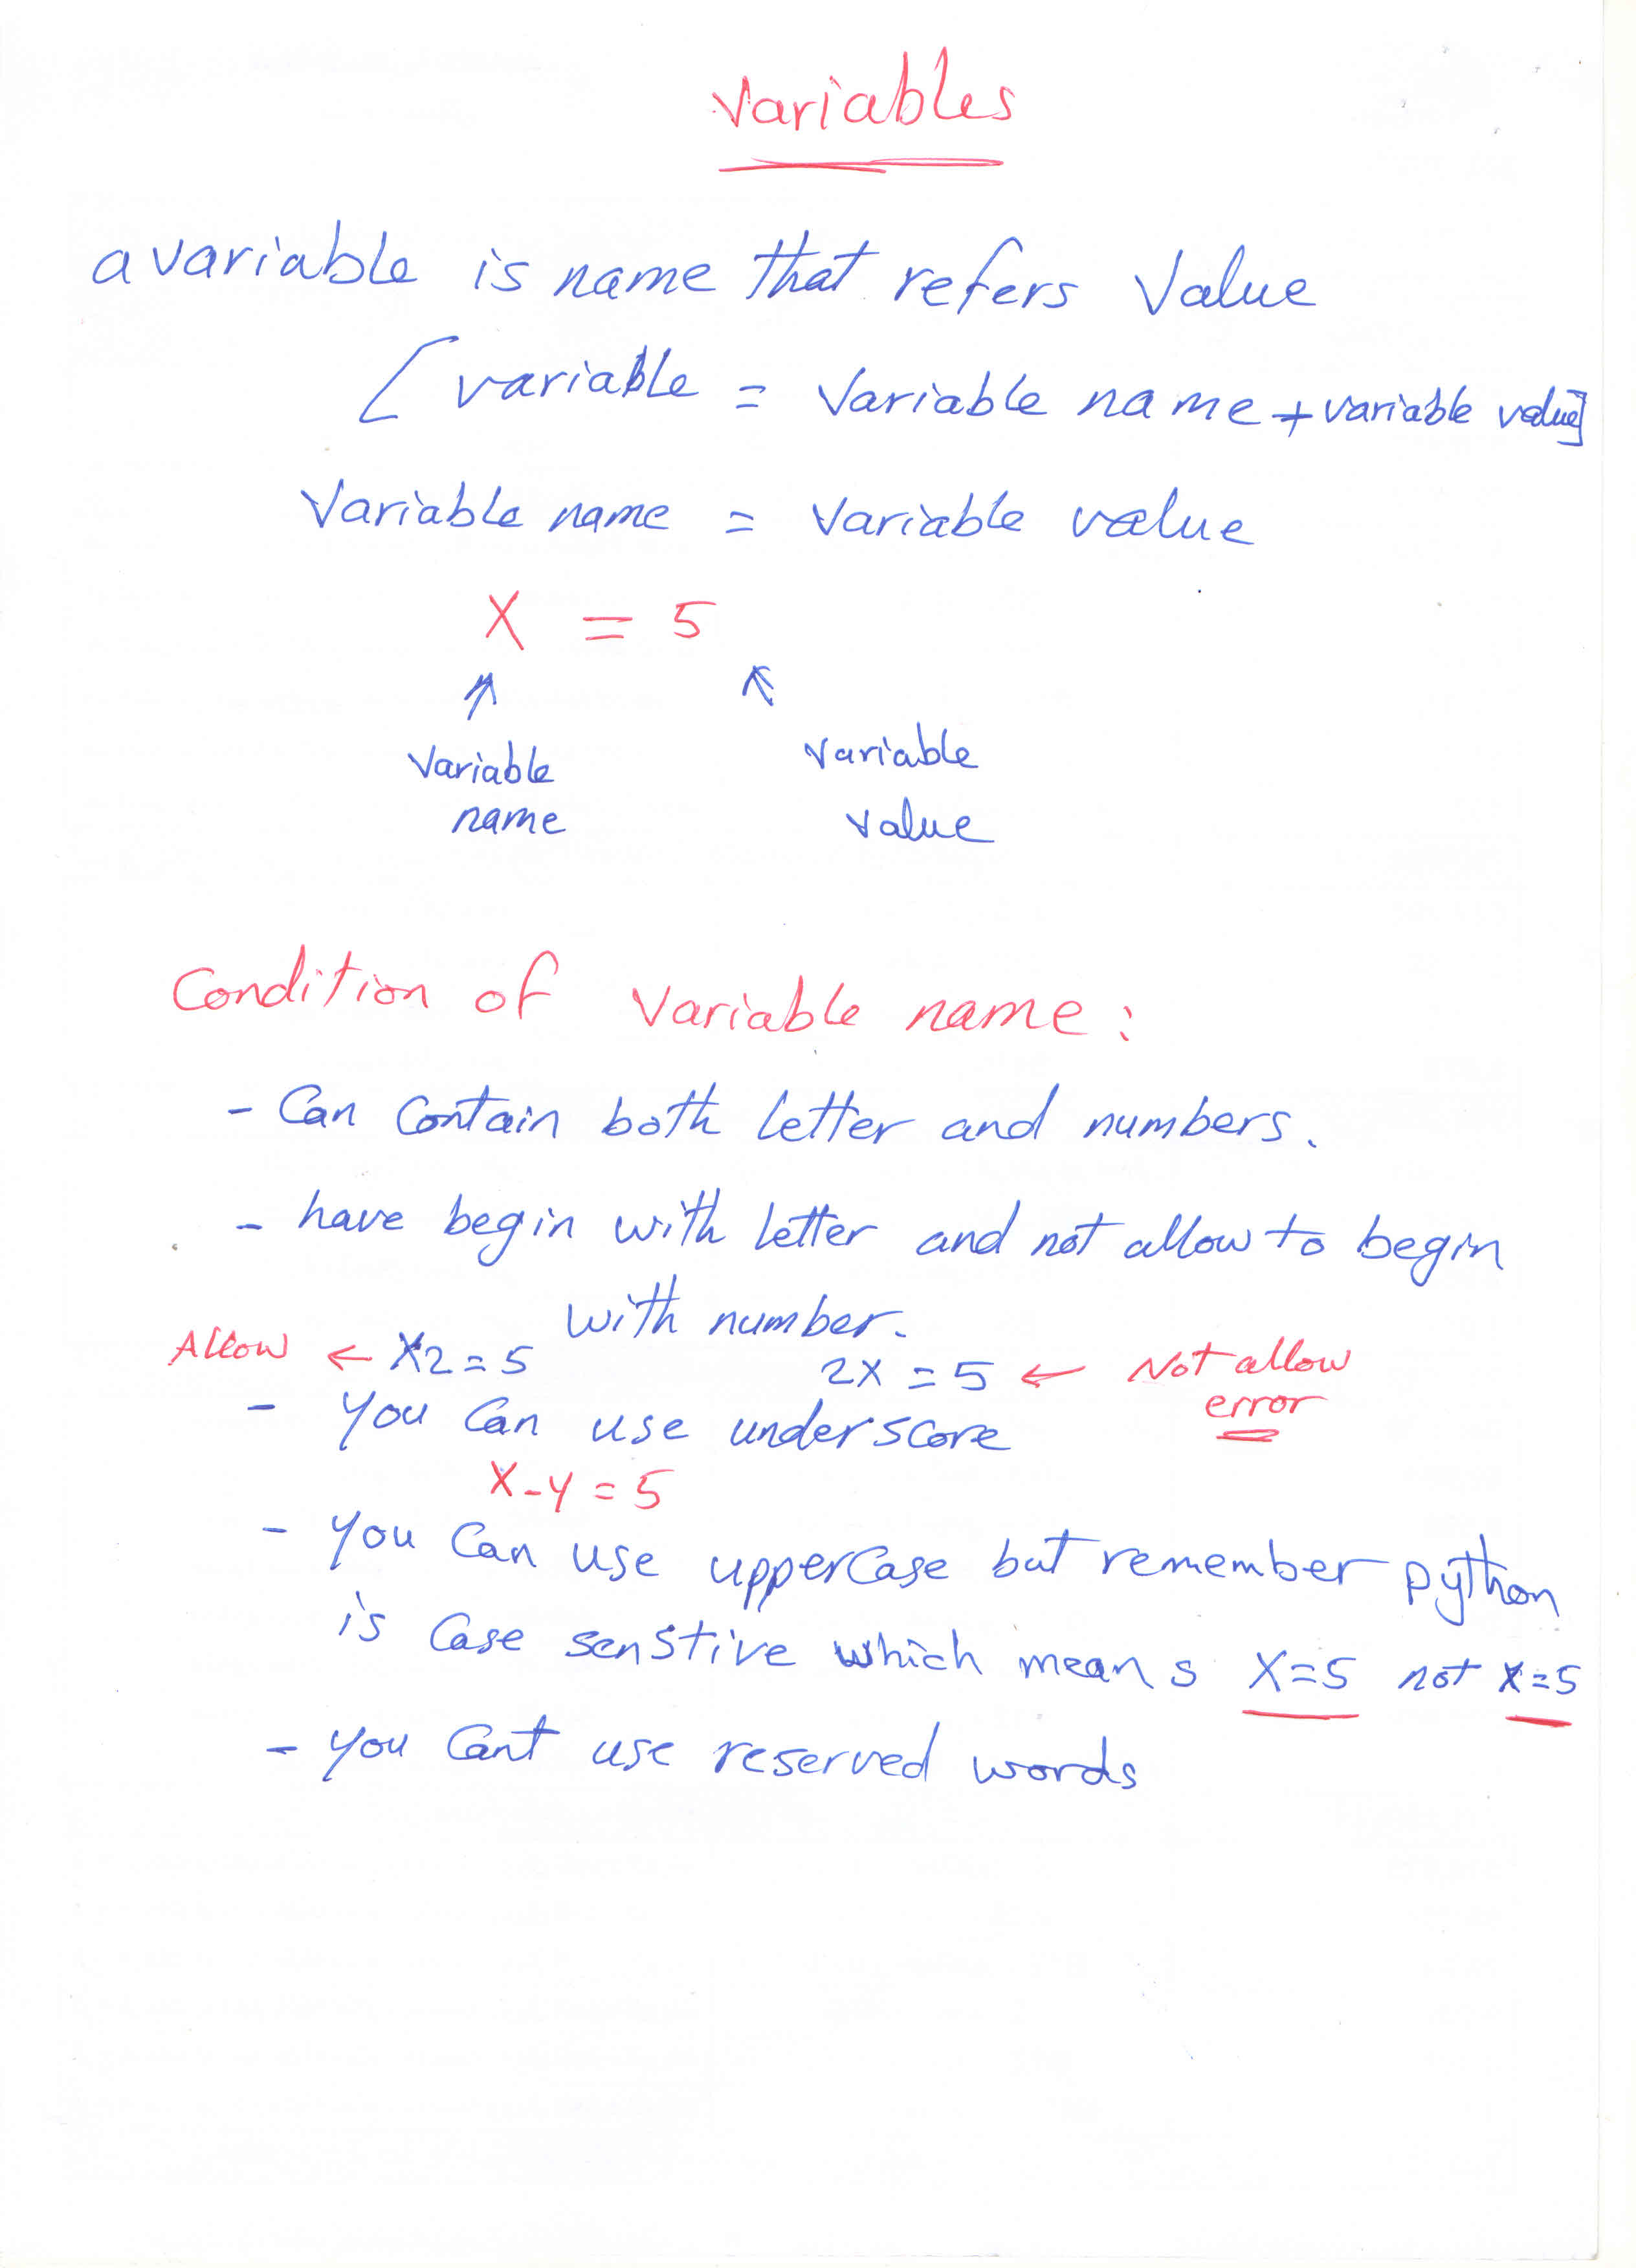 Variables
a variable is name that refers Value
[ variable = Variable name + variable value]
Variable name = Variable value
X = 5
Variable name
variable value
Condition of Variable name :
- Can Contain both letter and numbers.
- have begin with letter and not allow to begin
with number.
Allow ← X2 = 5 2X = 5 ← Not allow
error
- you Can use underscore
X_Y = 5
- you Can use upperCase but remember python
is Case senstive which means X=5 not x=5
- you Cant use reserved words